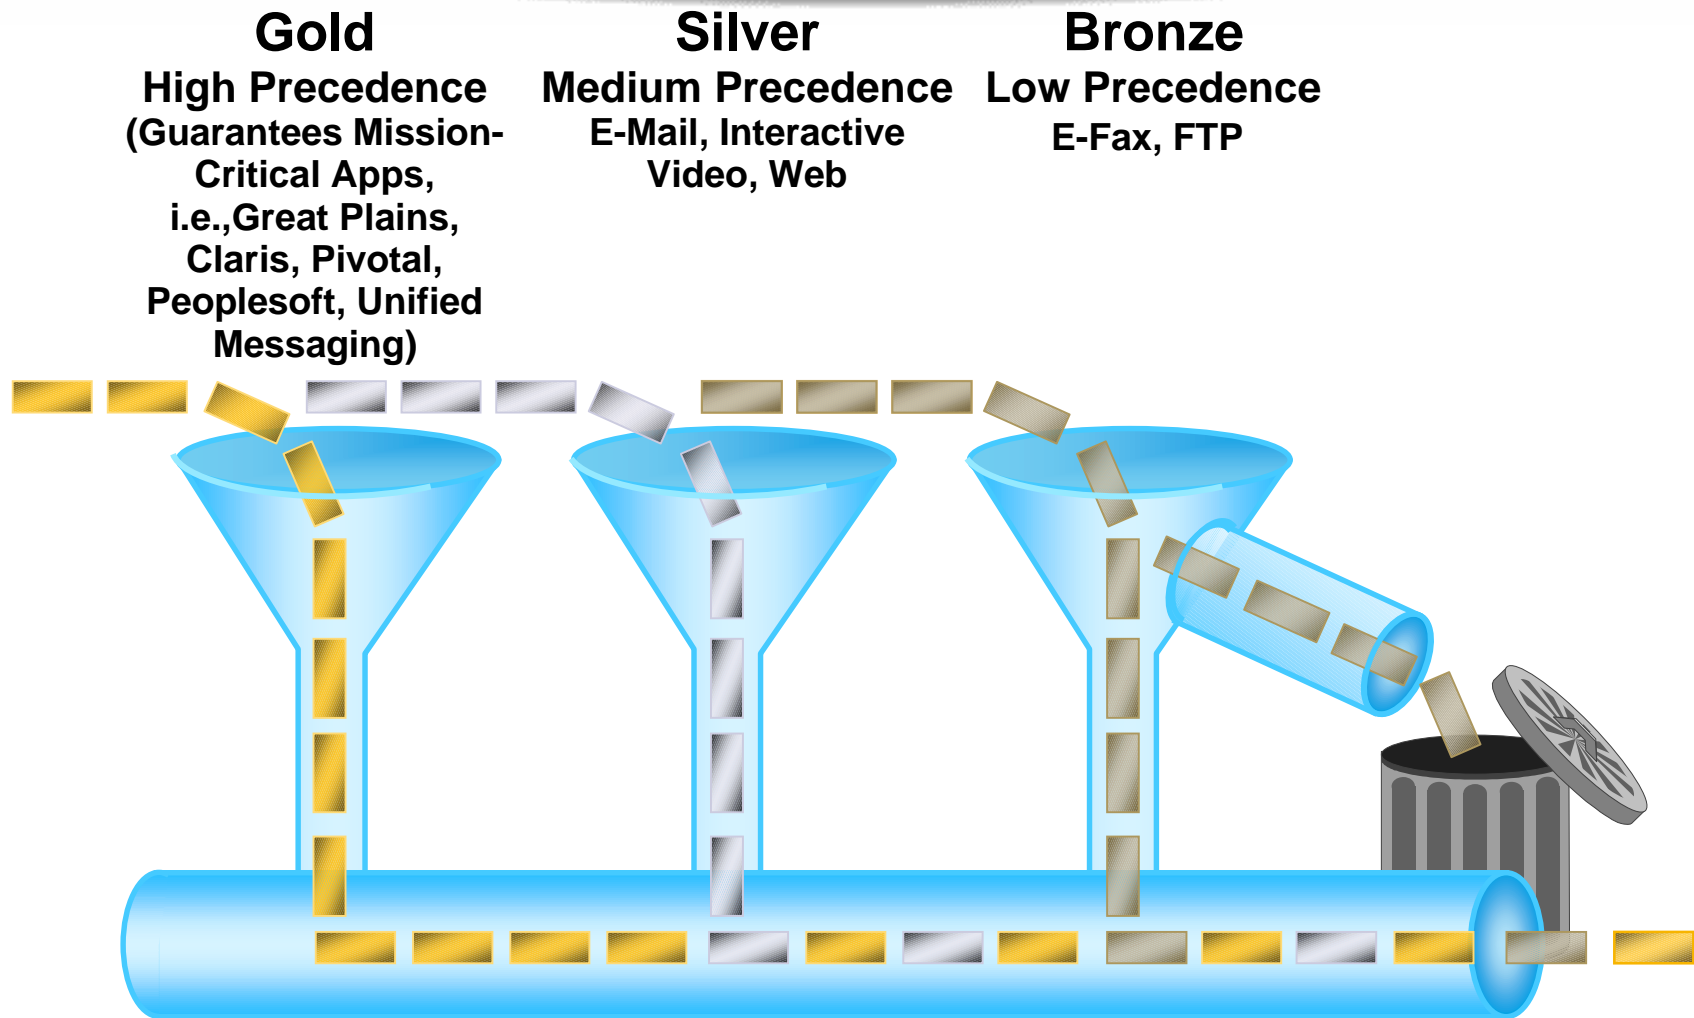 Gold
High Precedence
(Guarantees Mission-
Critical Apps,
i.e.,Great Plains,
Claris, Pivotal,
Peoplesoft, Unified
Messaging)
Silver
Medium Precedence
E-Mail, Interactive
Video, Web
Bronze
Low Precedence
E-Fax, FTP